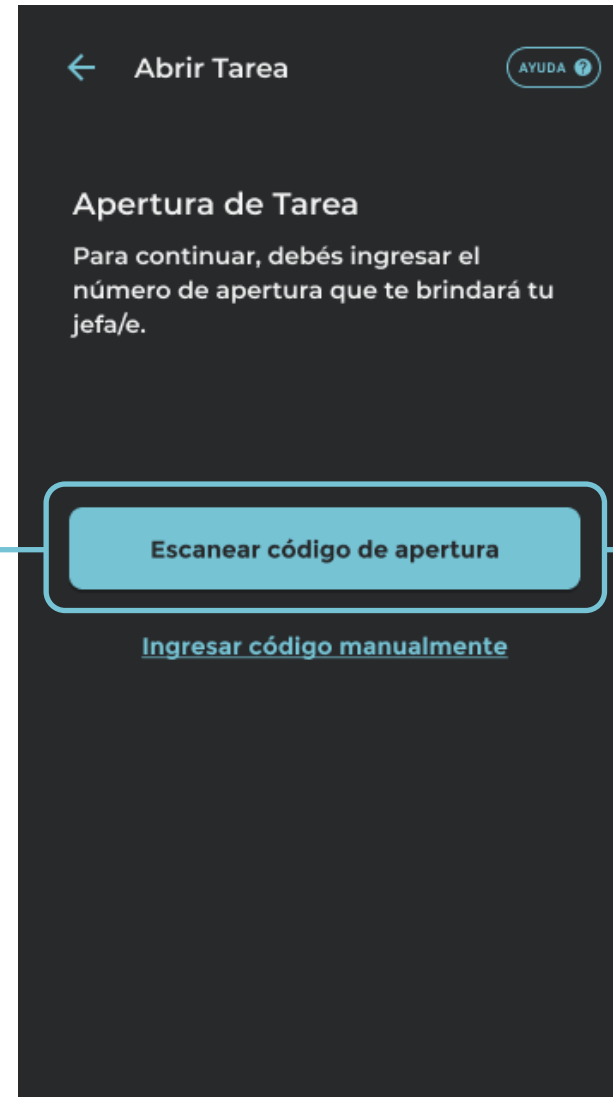 Abrir Tarea
AYUDA ?
Apertura de Tarea
Para continuar, debés ingresar el
número de apertura que te brindará tu
jefa/e.
Escanear código de apertura
Ingresar código manualmente